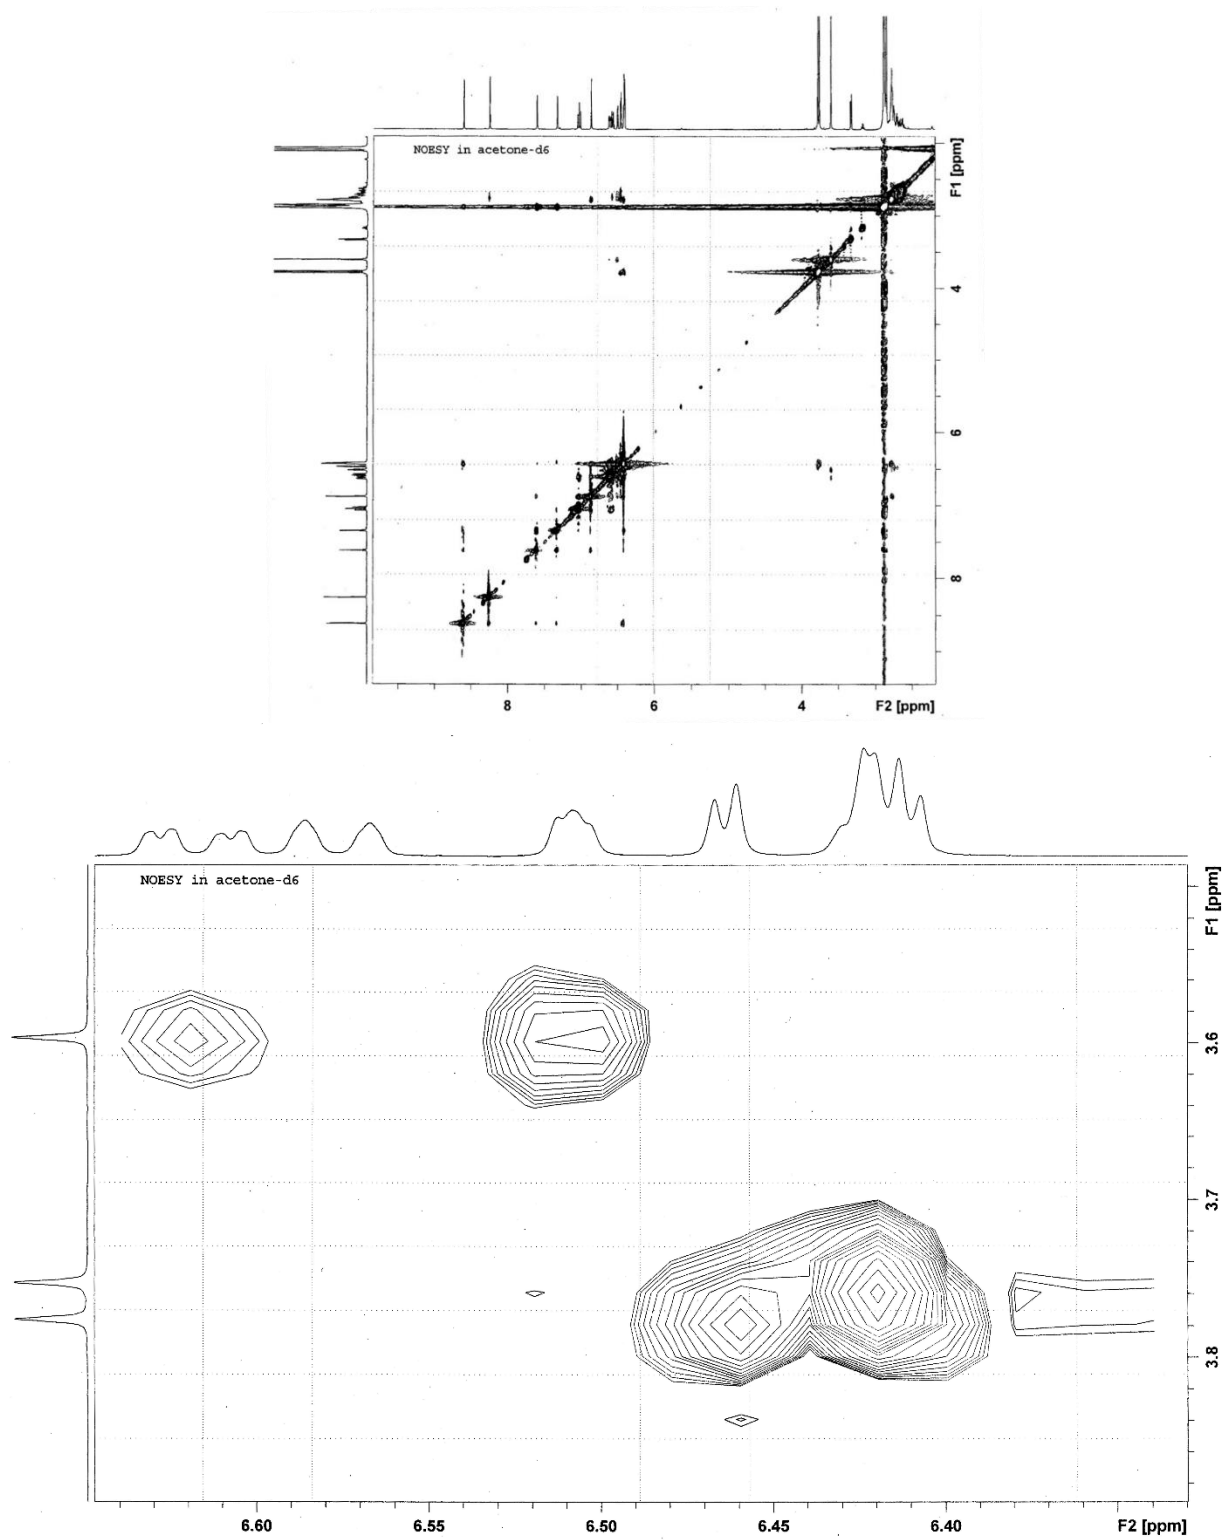 NOESY in acetone-d6
F1 [ppm]
4
6
8
8 6 4 F2 [ppm]
NOESY in acetone-d6
F1 [ppm]
3.6
3.7
3.8
6.60 6.55 6.50 6.45 6.40 F2 [ppm]